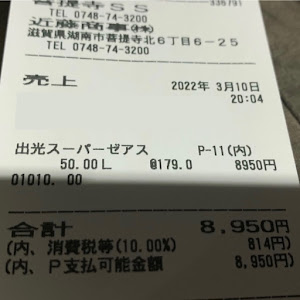 菩提寺SS 336791
TEL 0748-74-3200
近藤商事(株)
滋賀県湖南市菩提寺北6丁目6-25
TEL 0748-74-3200
売上 2022年 3月10日
20:04
出光スーパーゼアス P-11(内)
50.00L @179.0 8950円
01010.00
合計 8,950円
(内、消費税等(10.00%) 814円)
(内、P支払可能金額 8,950円)